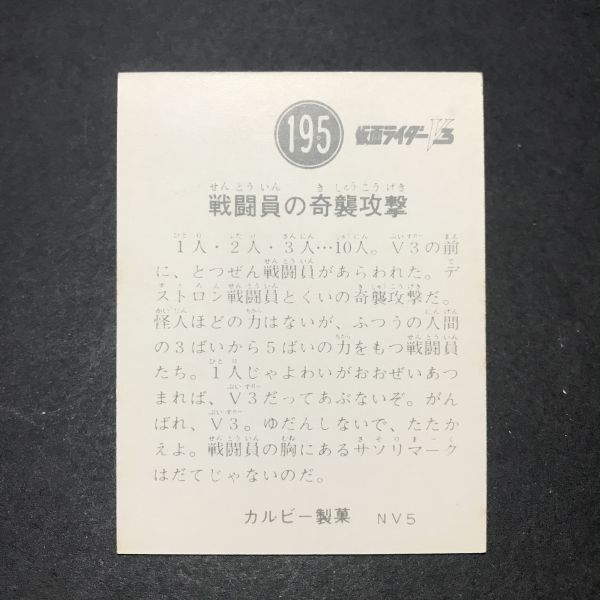 195 仮面ライダーV3
戦闘員の奇襲攻撃
1人・2人・3人…10人。V3の前
に、とつぜん戦闘員があらわれた。デ
ストロン戦闘員とくいの奇襲攻撃だ。
怪人ほどの力はないが、ふつうの人間
の3ばいから5ばいの力をもつ戦闘員
たち。1人じゃよわいがおおぜいあつ
まれば、V3だってあぶないぞ。がん
ばれ、V3。ゆだんしないで、たたか
えよ。戦闘員の胸にあるサソリマーク
はだてじゃないのだ。
カルビー製菓 NV5